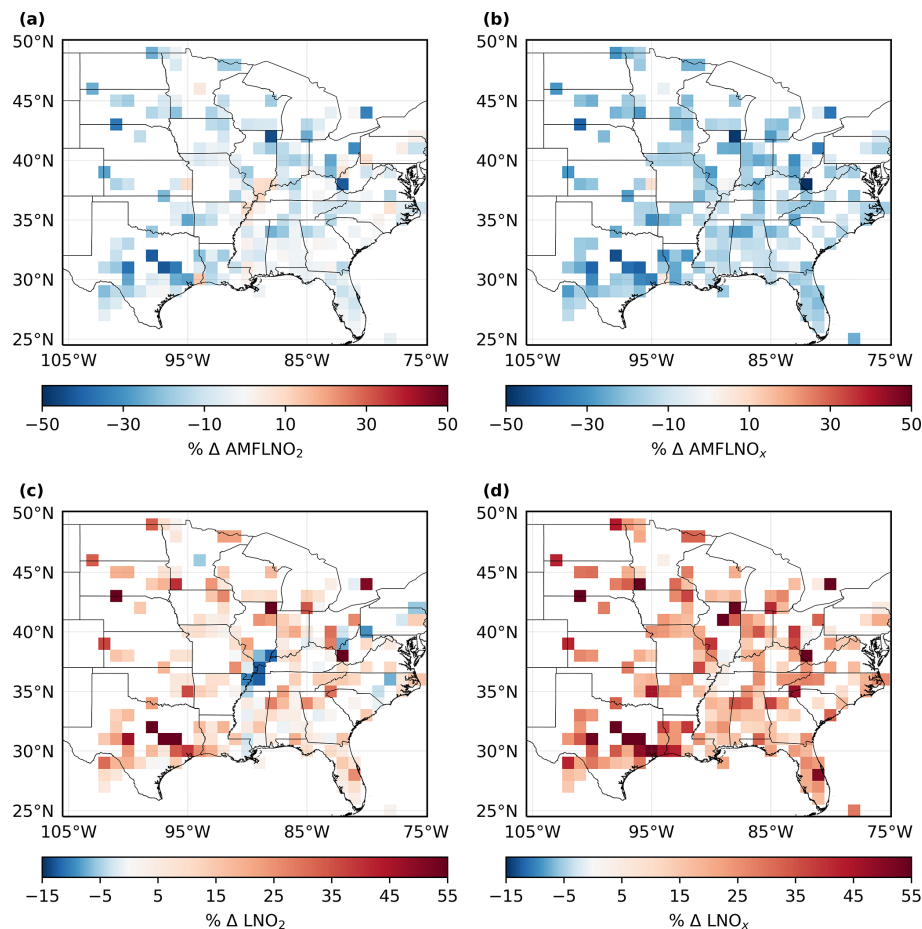 (a)
50°N
45°N
40°N
35°N
30°N
25°N
105°W 95°W 85°W 75°W
−50 −30 −10 10 30 50
% Δ AMFLNO₂
(b)
50°N
45°N
40°N
35°N
30°N
25°N
105°W 95°W 85°W 75°W
−50 −30 −10 10 30 50
% Δ AMFLNOₓ
(c)
50°N
45°N
40°N
35°N
30°N
25°N
105°W 95°W 85°W 75°W
−15 −5 5 15 25 35 45 55
% Δ LNO₂
(d)
50°N
45°N
40°N
35°N
30°N
25°N
105°W 95°W 85°W 75°W
−15 −5 5 15 25 35 45 55
% Δ LNOₓ